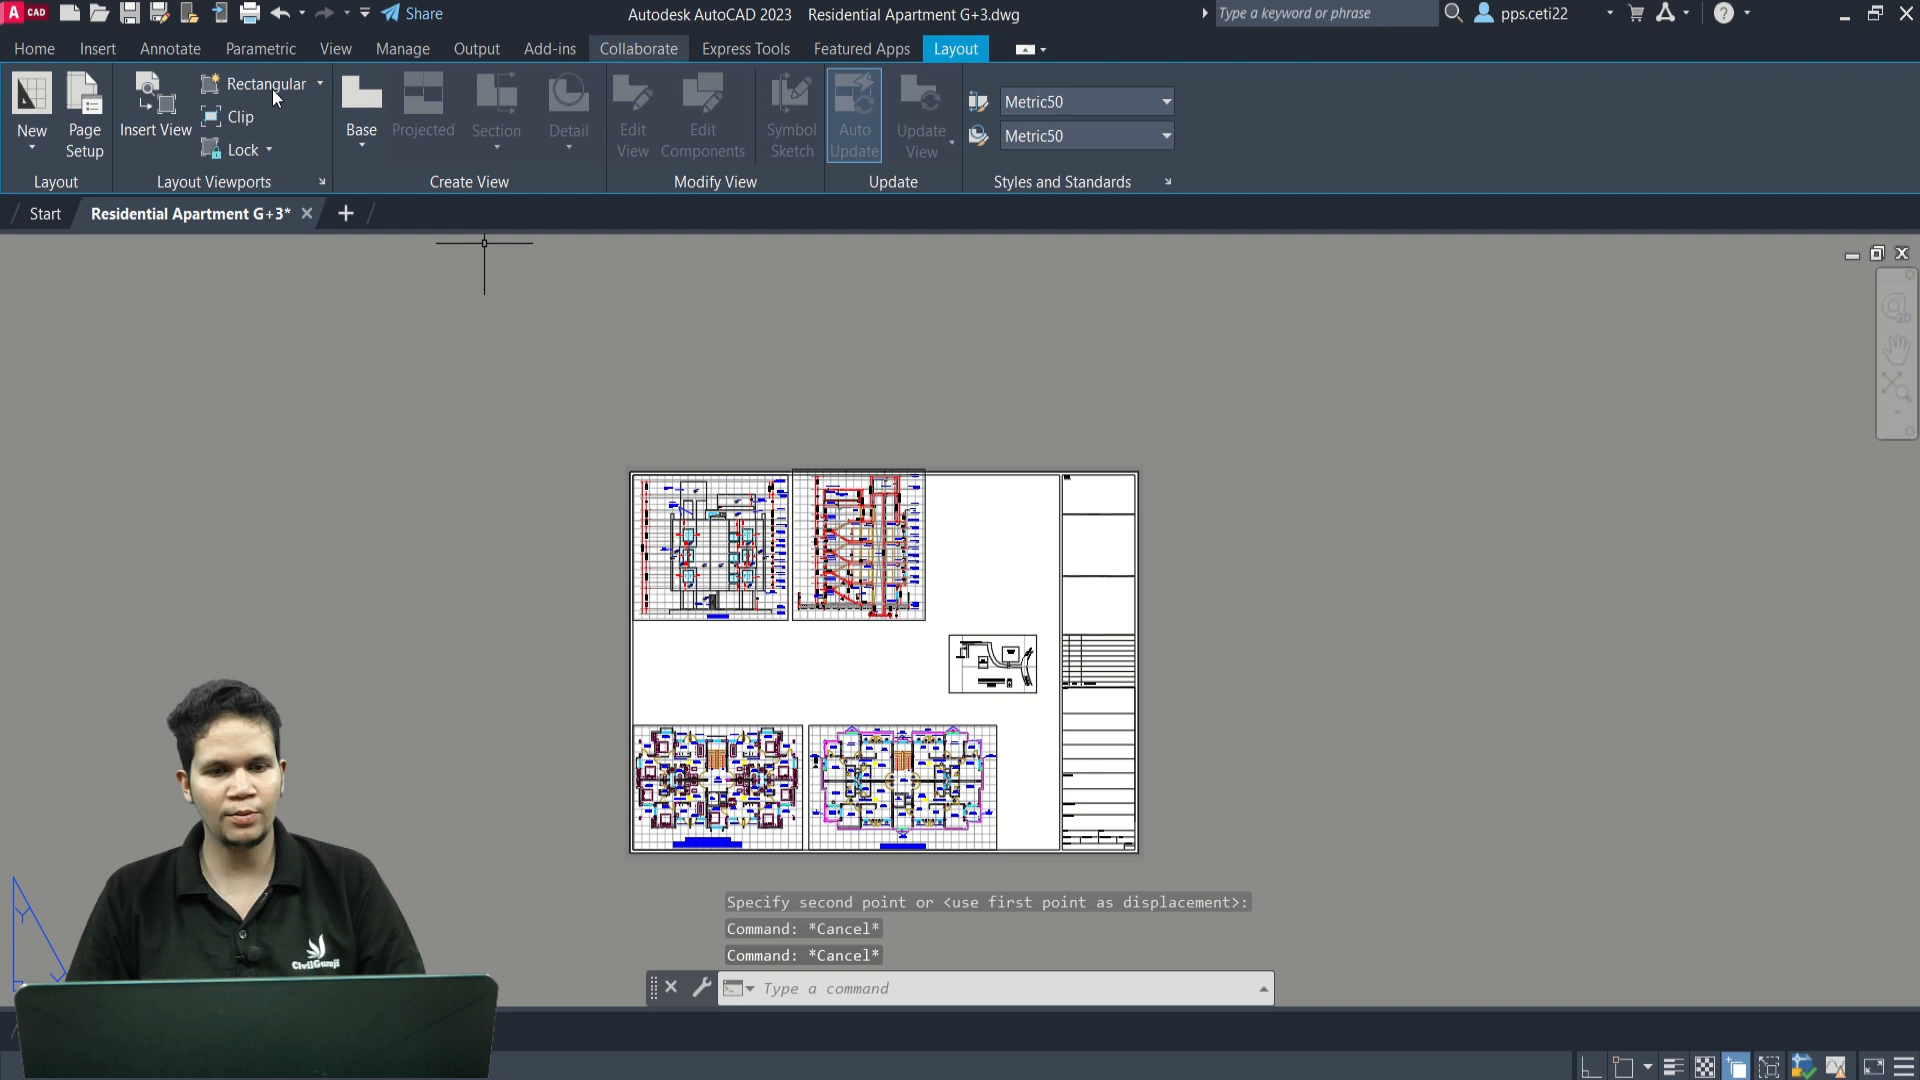 A CAD
Share
Autodesk AutoCAD 2023 Residential Apartment G+3.dwg
Type a keyword or phrase
pps.ceti22
Home Insert Annotate Parametric View Manage Output Add-ins Collaborate Express Tools Featured Apps Layout
New
Page Setup
Insert View
Rectangular
Clip
Lock
Base
Projected
Section
Detail
Edit View
Edit Components
Symbol Sketch
Auto Update
Update View
Metric50
Metric50
Layout
Layout Viewports
Create View
Modify View
Update
Styles and Standards
Start
Residential Apartment G+3*
2D
Y
Specify second point or <use first point as displacement>:
Command: *Cancel*
Command: *Cancel*
Type a command
CivilGuruji